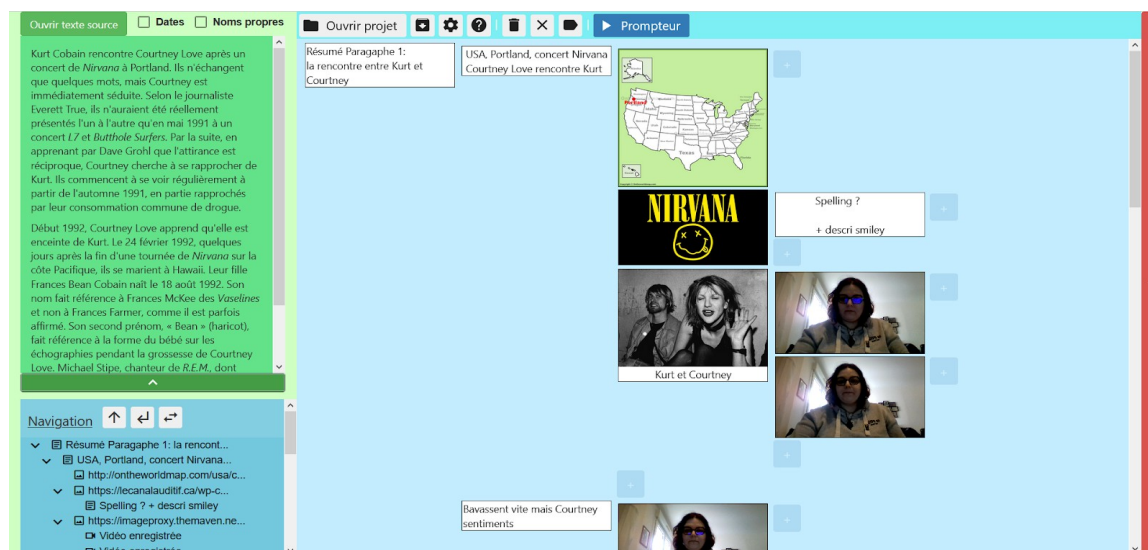 Ouvrir texte source
Dates
Noms propres
Kurt Cobain rencontre Courtney Love après un
concert de Nirvana à Portland. Ils n'échangent
que quelques mots, mais Courtney est
immédiatement séduite. Selon le journaliste
Everett True, ils n'auraient été réellement
présentés l'un à l'autre qu'en mai 1991 à un
concert L7 et Butthole Surfers. Par la suite, en
apprenant par Dave Grohl que l'attirance est
réciproque, Courtney cherche à se rapprocher de
Kurt. Ils commencent à se voir régulièrement à
partir de l'automne 1991, en partie rapprochés
par leur consommation commune de drogue.
Début 1992, Courtney Love apprend qu'elle est
enceinte de Kurt. Le 24 février 1992, quelques
jours après la fin d'une tournée de Nirvana sur la
côte Pacifique, ils se marient à Hawaii. Leur fille
Frances Bean Cobain naît le 18 août 1992. Son
nom fait référence à Frances McKee des Vaselines
et non à Frances Farmer, comme il est parfois
affirmé. Son second prénom, « Bean » (haricot),
fait référence à la forme du bébé sur les
échographies pendant la grossesse de Courtney
Love. Michael Stipe, chanteur de R.E.M., dont
Navigation
Résumé Paragaphe 1: la rencont...
USA, Portland, concert Nirvana...
http://ontheworldmap.com/usa/c...
https://lecanalauditif.ca/wp-c...
Spelling ? + descri smiley
https://imageproxy.themaven.ne...
Vidéo enregistrée
Vidéo enregistrée
Ouvrir projet
Prompteur
Résumé Paragaphe 1:
la rencontre entre Kurt et
Courtney
USA, Portland, concert Nirvana
Courtney Love rencontre Kurt
Portland
Texas
NIRVANA
Spelling ?
+ descri smiley
Kurt et Courtney
Bavassent vite mais Courtney
sentiments